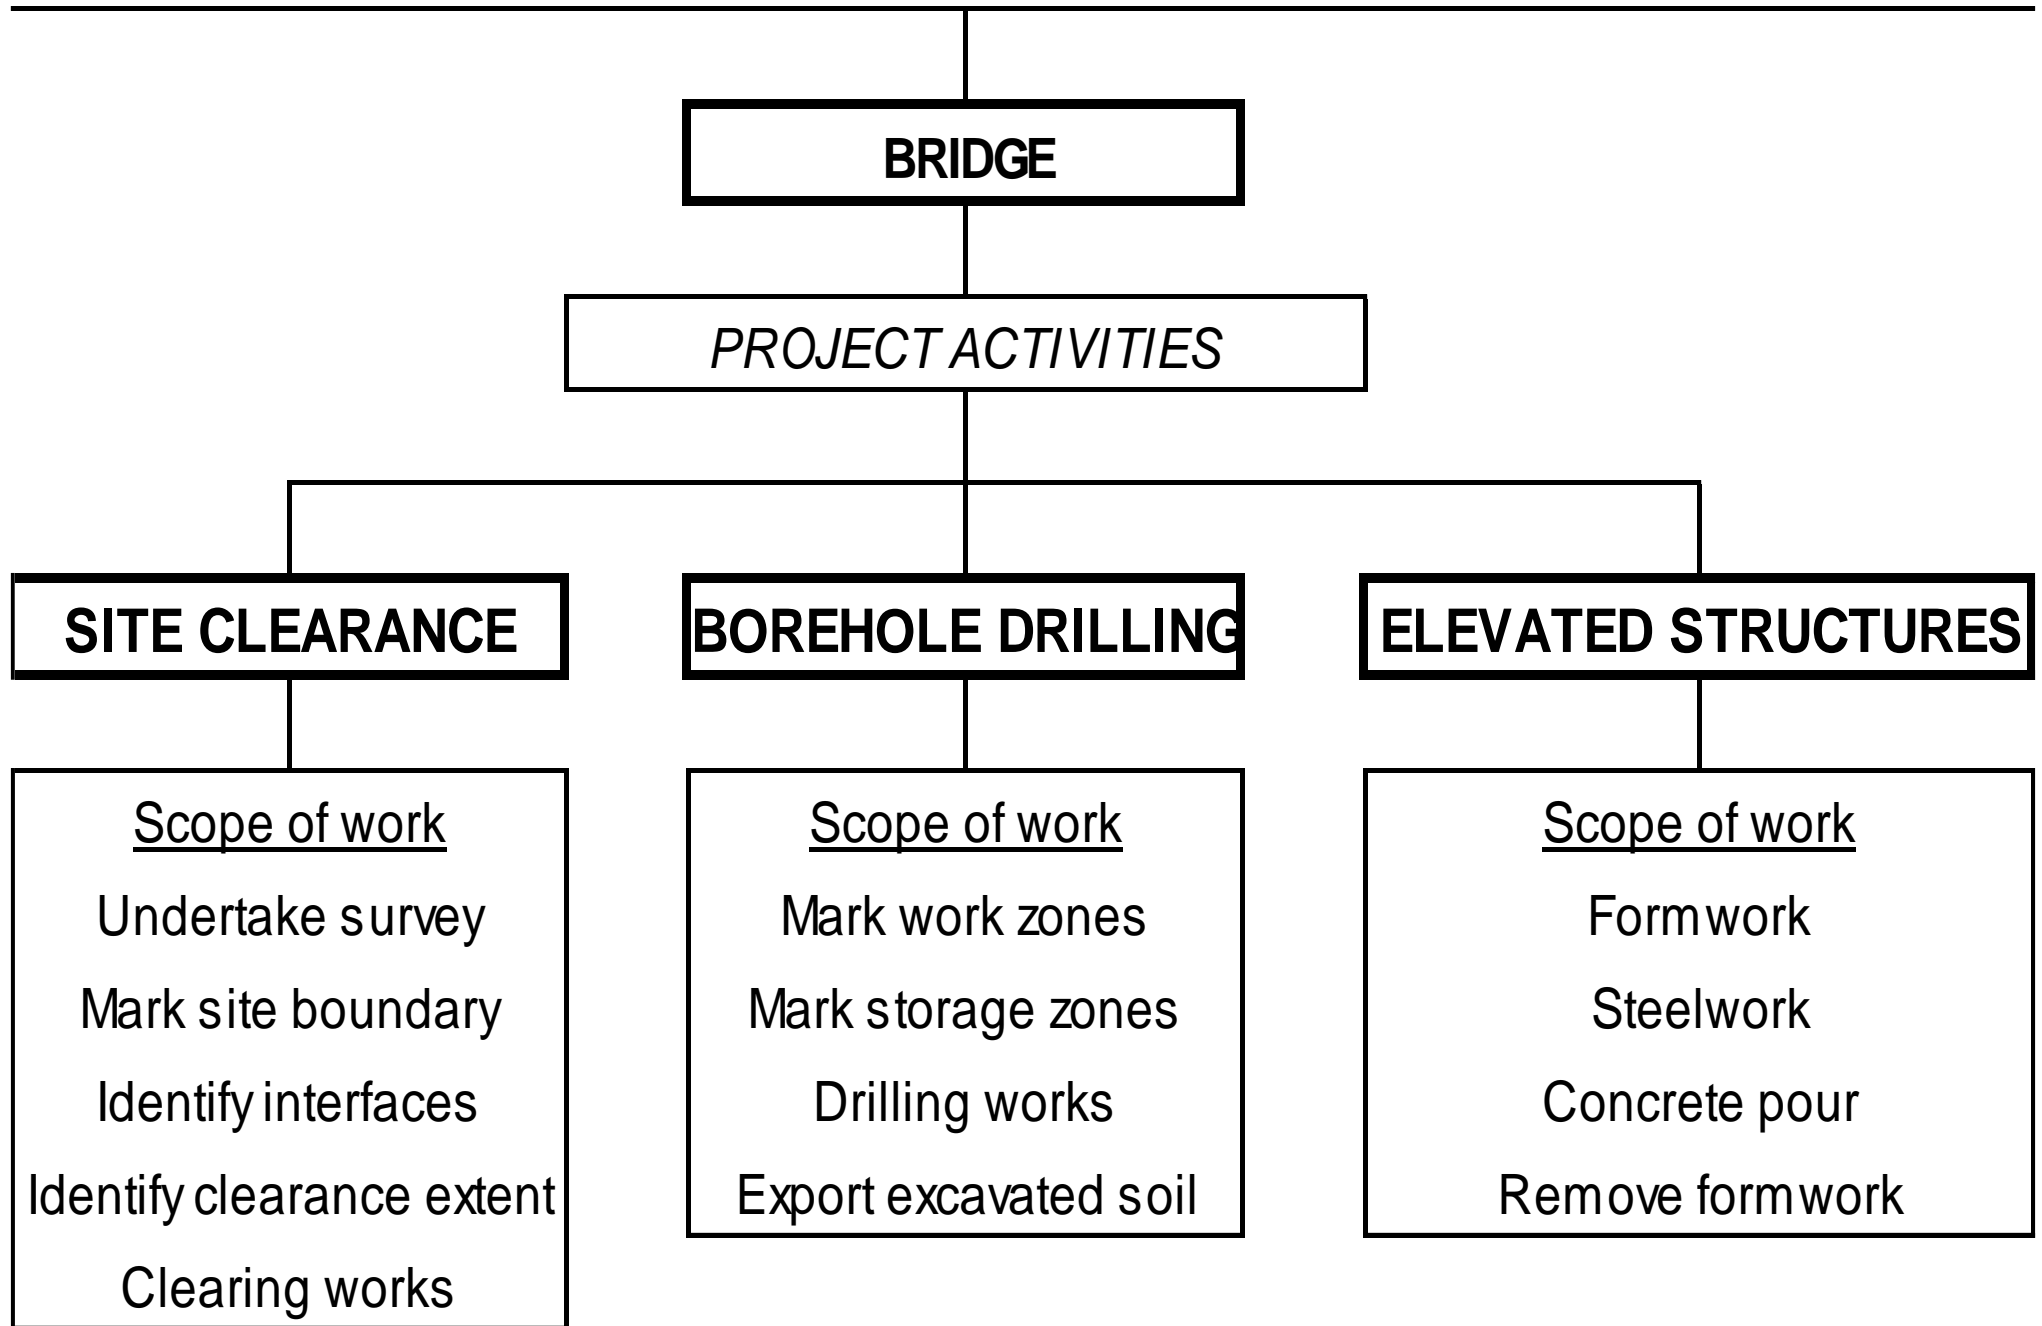 BRIDGE
PROJECT ACTIVITIES
SITE CLEARANCE
Scope of work
Undertake survey
Mark site boundary
Identify interfaces
Identify clearance extent
Clearing works
BOREHOLE DRILLING
Scope of work
Mark work zones
Mark storage zones
Drilling works
Export excavated soil
ELEVATED STRUCTURES
Scope of work
Formwork
Steelwork
Concrete pour
Remove formwork